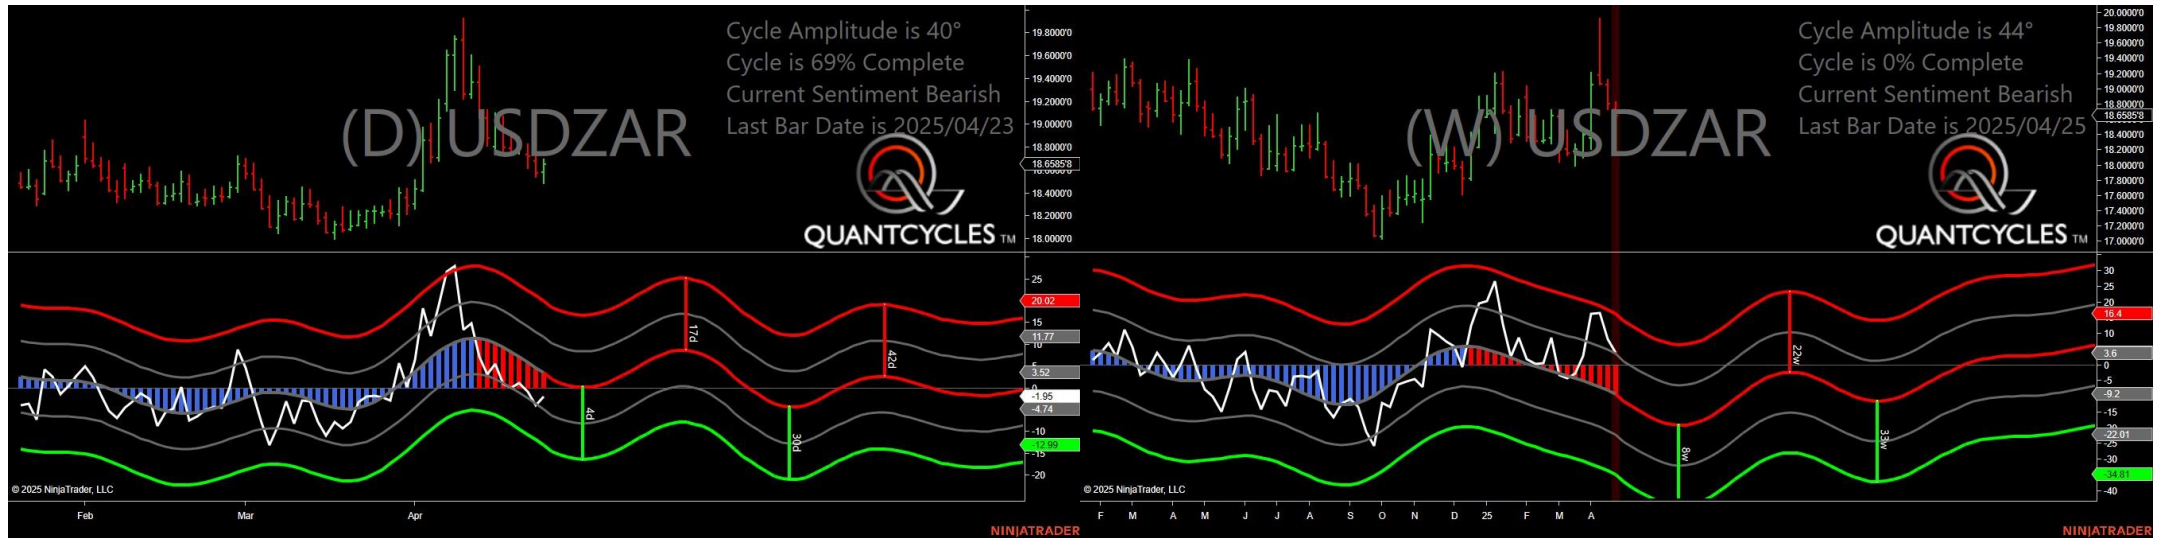 Cycle Amplitude is 40°
Cycle is 69% Complete
Current Sentiment Bearish
Last Bar Date is 2025/04/23
(D) USDZAR
QUANTCYCLES TM
19.8000'0
19.6000'0
19.4000'0
19.2000'0
19.0000'0
18.8000'0
18.6585'8
18.4000'0
18.2000'0
18.0000'0
25
20.02
15
11.77
10
5
3.52
0
-1.95
-4.74
-10
-12.99
-15
-20
17d
42d
4d
30d
© 2025 NinjaTrader, LLC
Feb
Mar
Apr
NINJATRADER
Cycle Amplitude is 44°
Cycle is 0% Complete
Current Sentiment Bearish
Last Bar Date is 2025/04/25
(W) USDZAR
QUANTCYCLES TM
20.0000'0
19.6000'0
19.2000'0
18.8000'0
18.6585'8
18.4000'0
18.2000'0
18.0000'0
17.8000'0
17.6000'0
17.4000'0
17.2000'0
17.0000'0
30
25
20
16.4
10
3.6
0
-5
-9.2
-15
-22.01
-25
-30
-34.81
-40
22w
8w
33w
© 2025 NinjaTrader, LLC
F
M
A
M
J
J
A
S
O
N
D
25
F
M
A
NINJATRADER